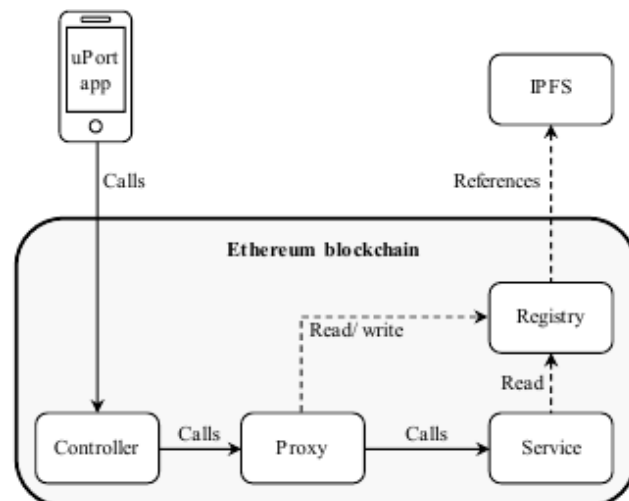 uPort
app
IPFS
Calls
References
Ethereum blockchain
Registry
Read/ write
Read
Controller
Calls
Proxy
Calls
Service